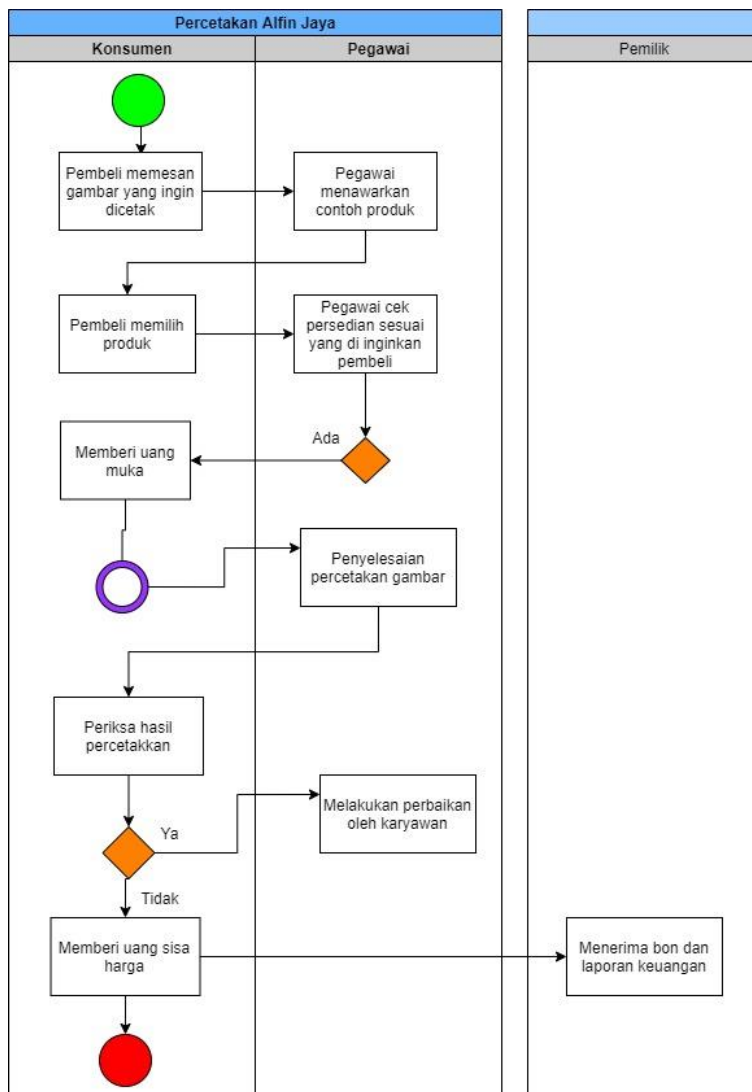 Percetakan Alfin Jaya
Konsumen
Pegawai
Pemilik
Pembeli memesan
gambar yang ingin
dicetak
Pegawai
menawarkan
contoh produk
Pembeli memilih
produk
Pegawai cek
persedian sesuai
yang di inginkan
pembeli
Ada
Memberi uang
muka
Penyelesaian
percetakan gambar
Periksa hasil
percetakkan
Ya
Melakukan perbaikan
oleh karyawan
Tidak
Memberi uang sisa
harga
Menerima bon dan
laporan keuangan